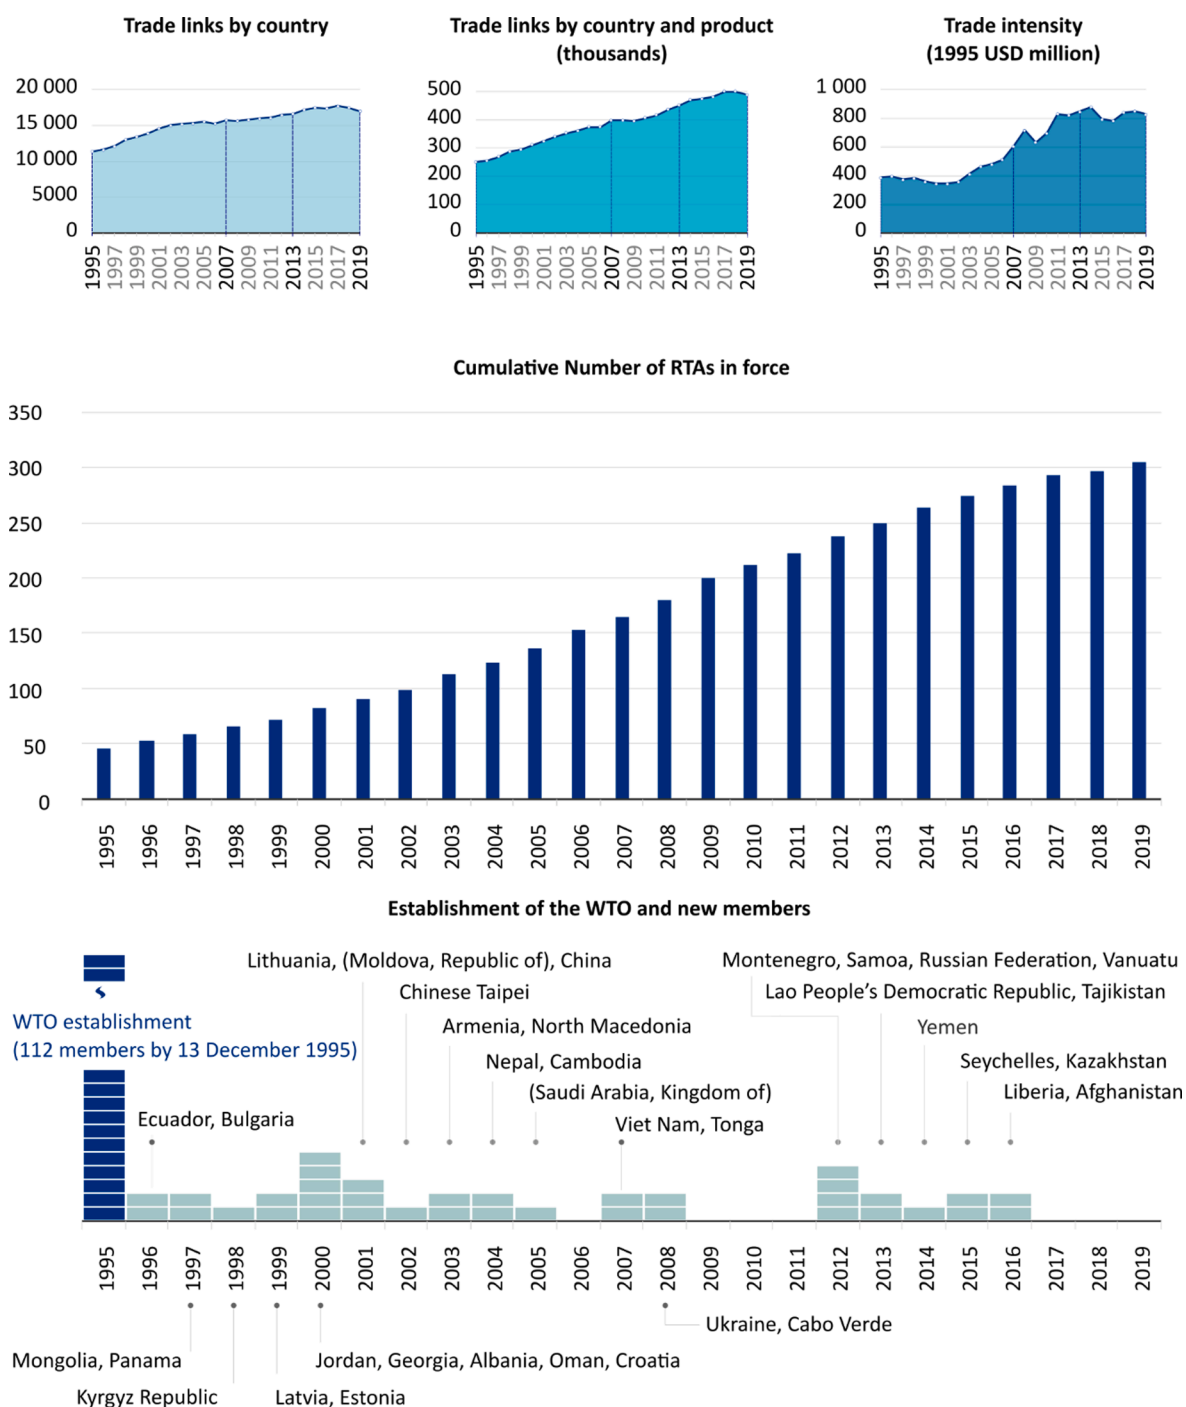 Trade links by country
20 000
15 000
10 000
5000
0
1995 1997 1999 2001 2003 2005 2007 2009 2011 2013 2015 2017 2019
Trade links by country and product
(thousands)
500
400
300
200
100
0
1995 1997 1999 2001 2003 2005 2007 2009 2011 2013 2015 2017 2019
Trade intensity
(1995 USD million)
1 000
800
600
400
200
0
1995 1997 1999 2001 2003 2005 2007 2009 2011 2013 2015 2017 2019
Cumulative Number of RTAs in force
350
300
250
200
150
100
50
0
1995 1996 1997 1998 1999 2000 2001 2002 2003 2004 2005 2006 2007 2008 2009 2010 2011 2012 2013 2014 2015 2016 2017 2018 2019
Establishment of the WTO and new members
Lithuania, (Moldova, Republic of), China
Montenegro, Samoa, Russian Federation, Vanuatu
Chinese Taipei
Lao People’s Democratic Republic, Tajikistan
WTO establishment
(112 members by 13 December 1995)
Armenia, North Macedonia
Yemen
Nepal, Cambodia
Seychelles, Kazakhstan
(Saudi Arabia, Kingdom of)
Liberia, Afghanistan
Ecuador, Bulgaria
Viet Nam, Tonga
1995 1996 1997 1998 1999 2000 2001 2002 2003 2004 2005 2006 2007 2008 2009 2010 2011 2012 2013 2014 2015 2016 2017 2018 2019
Ukraine, Cabo Verde
Mongolia, Panama
Jordan, Georgia, Albania, Oman, Croatia
Kyrgyz Republic
Latvia, Estonia